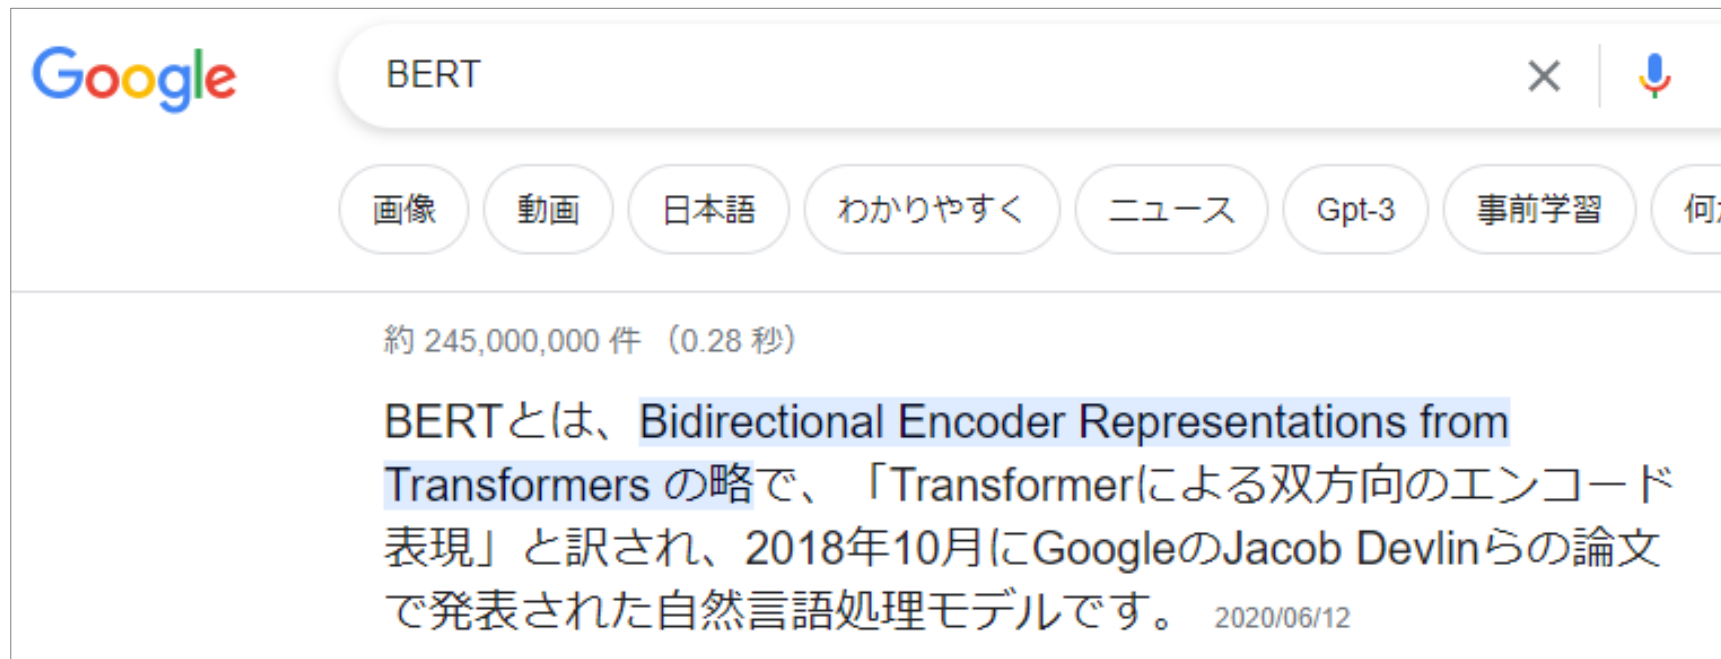 Google
BERT
画像 動画 日本語 わかりやすく ニュース Gpt-3 事前学習 何
約 245,000,000 件 （0.28 秒）
BERTとは、Bidirectional Encoder Representations from
Transformers の略で、「Transformerによる双方向のエンコード
表現」と訳され、2018年10月にGoogleのJacob Devlinらの論文
で発表された自然言語処理モデルです。 2020/06/12